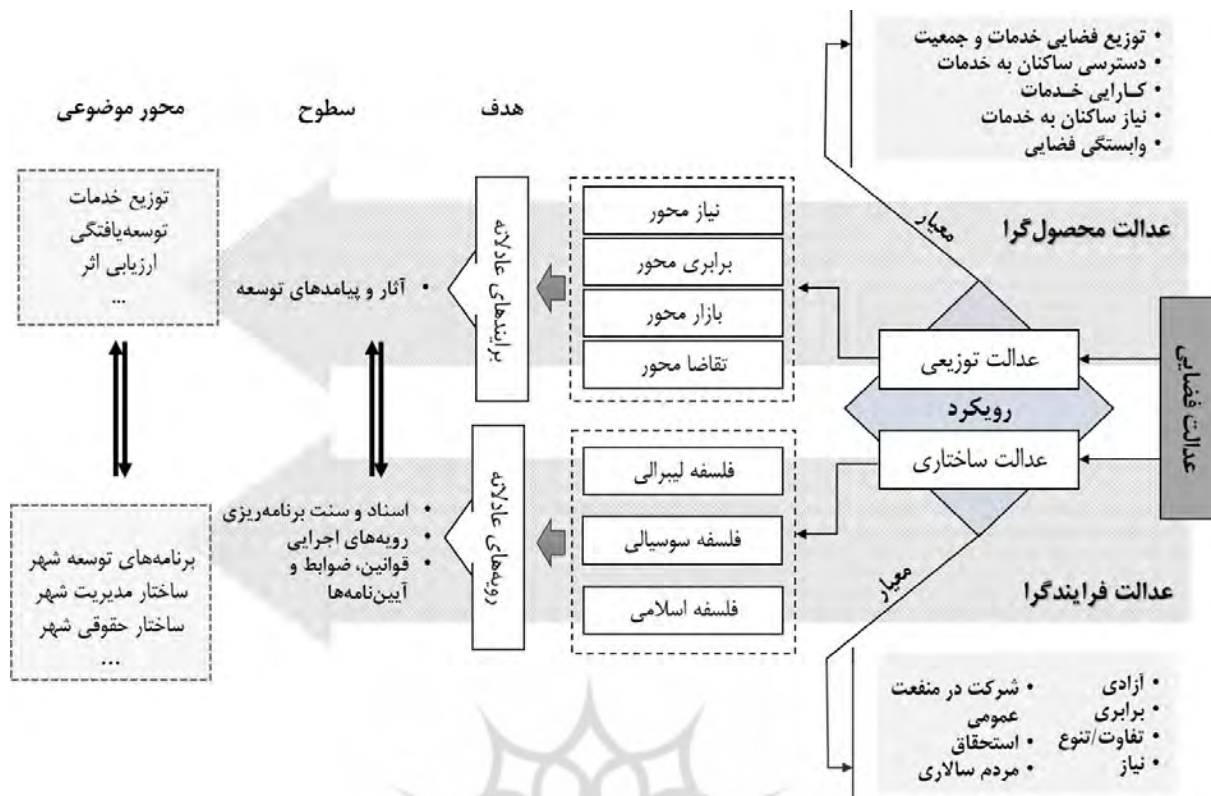 • توزیع فضایی خدمات و جمعیت
• دسترسی ساکنان به خدمات
• کـارایی خـدمات
• نیاز ساکنان به خدمات
• وابستگی فضایی
هدف
سطوح
محور موضوعی
معیار
عدالت محصول‌گرا
عدالت فضایی
عدالت توزیعی
رویکرد
عدالت ساختاری
نیاز محور
برابری محور
بازار محور
تقاضا محور
برایندهای عادلانه
• آثار و پیامدهای توسعه
توزیع خدمات
توسعه‌یافتگی
ارزیابی اثر
...
عدالت فرایندگرا
معیار
فلسفه لیبرالی
فلسفه سوسیالی
فلسفه اسلامی
رویه‌های عادلانه
• اسناد و سنت برنامه‌ریزی
• رویه‌های اجرایی
• قوانین، ضوابط و
آیین‌نامه‌ها
برنامه‌های توسعه شهر
ساختار مدیریت شهر
ساختار حقوقی شهر
...
• آزادی
• برابری
• تفاوت/تنوع
• نیاز
• شرکت در منفعت
عمومی
• استحقاق
• مردم سالاری